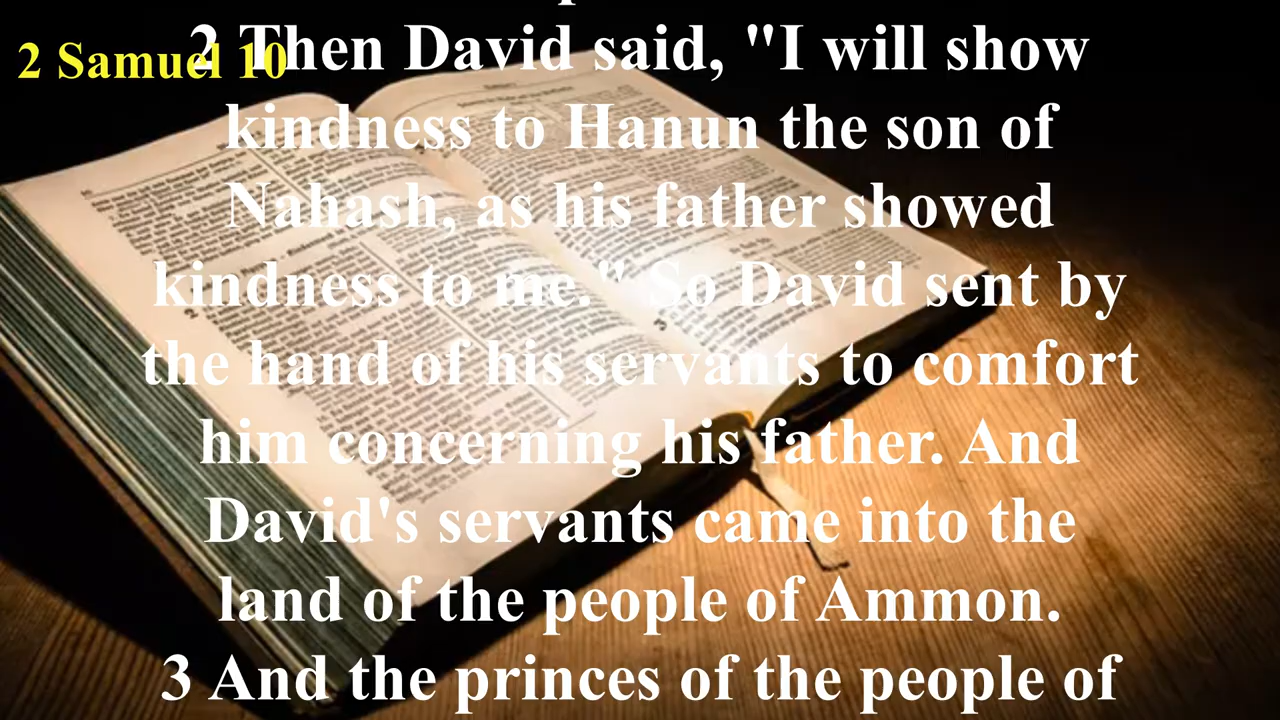 2 Samuel 10
2 Then David said, "I will show
kindness to Hanun the son of
Nahash, as his father showed
kindness to me." So David sent by
the hand of his servants to comfort
him concerning his father. And
David's servants came into the
land of the people of Ammon.
3 And the princes of the people of